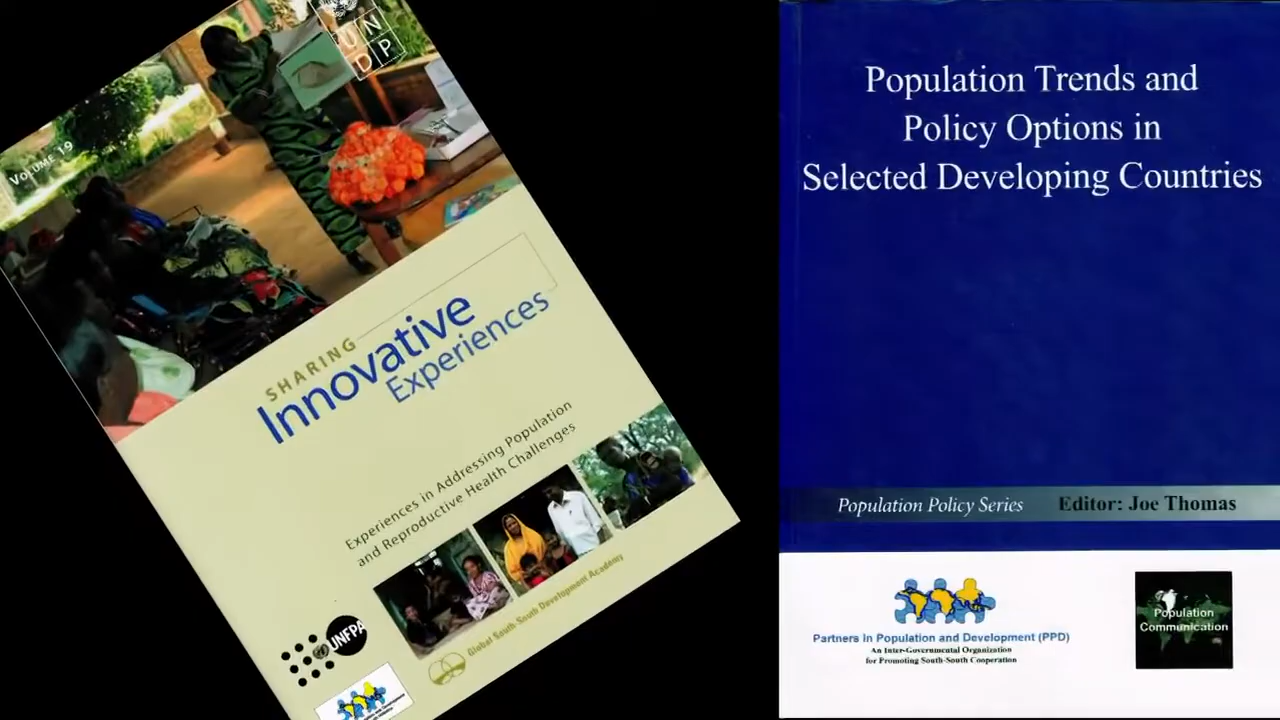 UN
DP
VOLUME 19
SHARING
Innovative
Experiences
Experiences in Addressing Population
and Reproductive Health Challenges
Global South-South Development Academy
UNFPA
Population Trends and
Policy Options in
Selected Developing Countries
Population Policy Series
Editor: Joe Thomas
Partners in Population and Development (PPD)
An Inter-Governmental Organization
for Promoting South-South Cooperation
Population
Communication